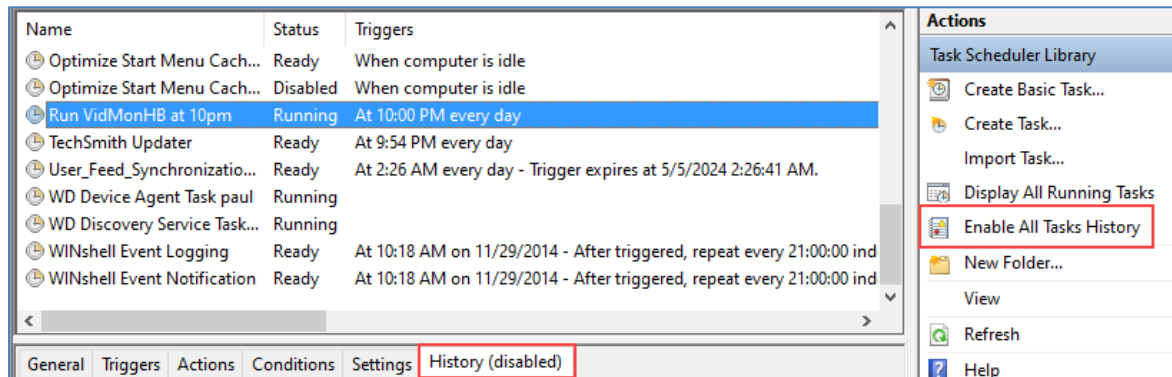 Name Status Triggers
Optimize Start Menu Cach... Ready When computer is idle
Optimize Start Menu Cach... Disabled When computer is idle
Run VidMonHB at 10pm Running At 10:00 PM every day
TechSmith Updater Ready At 9:54 PM every day
User_Feed_Synchronizatio... Ready At 2:26 AM every day - Trigger expires at 5/5/2024 2:26:41 AM.
WD Device Agent Task paul Running
WD Discovery Service Task... Running
WINshell Event Logging Ready At 10:18 AM on 11/29/2014 - After triggered, repeat every 21:00:00 ind
WINshell Event Notification Ready At 10:18 AM on 11/29/2014 - After triggered, repeat every 21:00:00 ind
General Triggers Actions Conditions Settings History (disabled)
Actions
Task Scheduler Library
Create Basic Task...
Create Task...
Import Task...
Display All Running Tasks
Enable All Tasks History
New Folder...
View
Refresh
Help